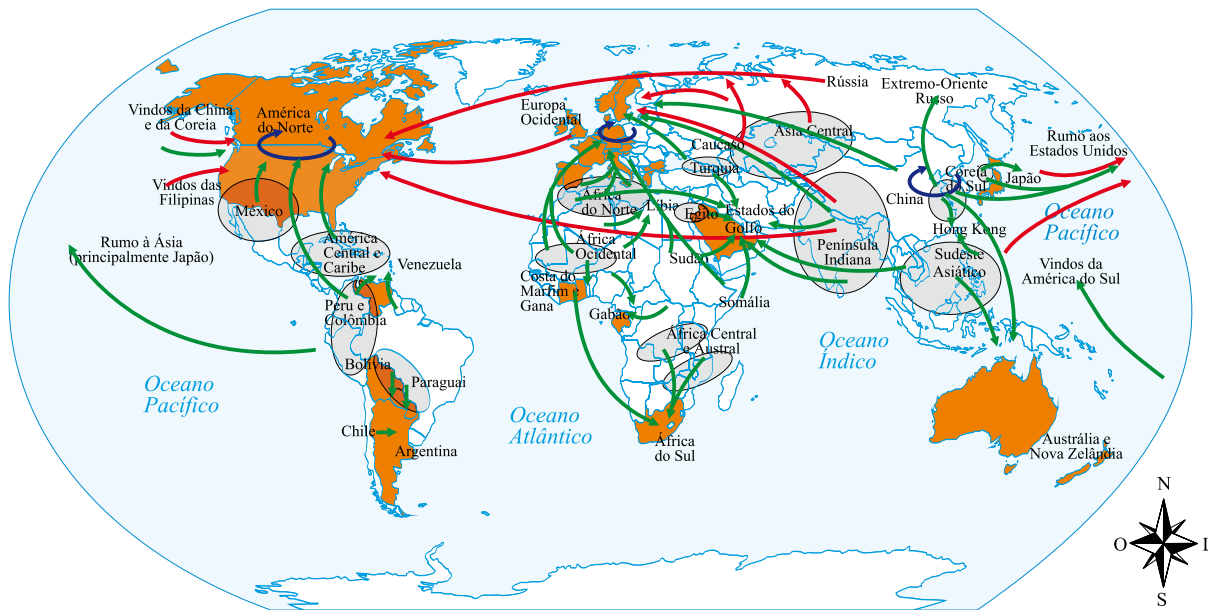 Rússia
Extremo-Oriente
Russo
Vindos da China
e da Coreia
América
do Norte
Europa
Ocidental
Ásia Central
Rumo aos
Estados Unidos
Cáucaso
Turquia
Coreia
do Sul
Japão
Vindos das
Filipinas
México
África
do Norte
Líbia
Egito
Estados do
Golfo
China
Hong Kong
Oceano
Pacífico
Rumo à Ásia
(principalmente Japão)
América
Central e
Caribe
Venezuela
África
Ocidental
Sudão
Península
Indiana
Sudeste
Asiático
Vindos da
América do Sul
Costa do
Marfim e
Gana
Peru e
Colômbia
Gabão
Somália
África Central
e Austral
Oceano
Índico
Bolívia
Paraguai
Oceano
Pacífico
Oceano
Atlântico
Chile
Argentina
África
do Sul
Austrália e
Nova Zelândia
N
O
L
S